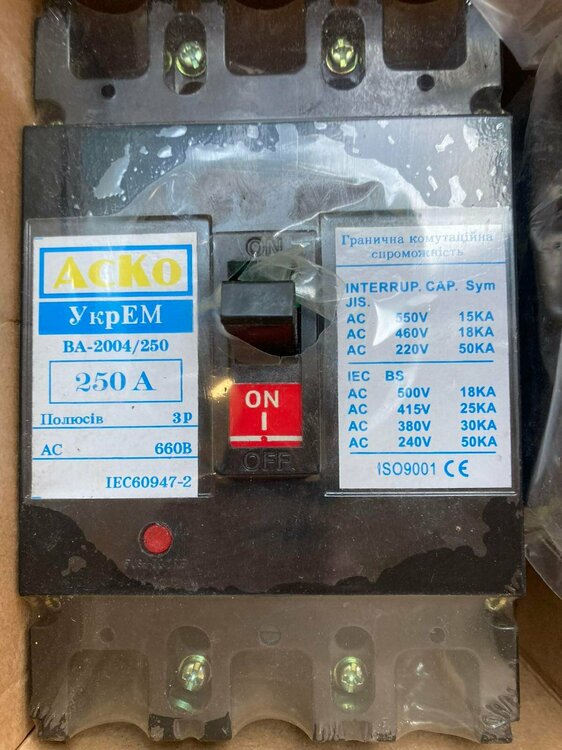 АсКо
УкрЕМ
ВА-2004/250
250 А
Полюсів 3р
АС 660В
IEC60947-2
ON
ON
I
OFF
Гранична комутаційна
спроможність
INTERRUP. CAP. Sym
JIS.
AC 550V 15KA
AC 460V 18KA
AC 220V 50KA
IEC BS
AC 500V 18KA
AC 415V 25KA
AC 380V 30KA
AC 240V 50KA
ISO9001 CE